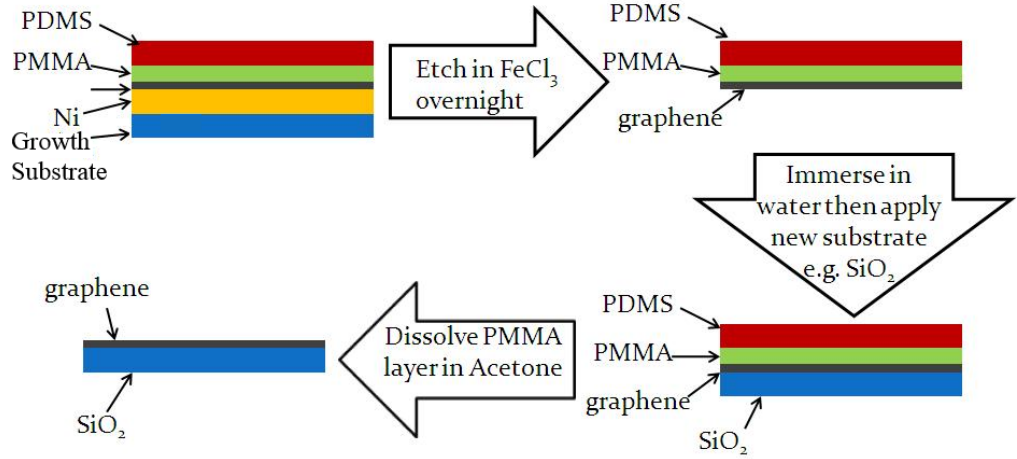 PDMS
PMMA
Ni
Growth
Substrate
Etch in FeCl₃
overnight
PDMS
PMMA
graphene
Immerse in
water then apply
new substrate
e.g. SiO₂
PDMS
PMMA
graphene
SiO₂
Dissolve PMMA
layer in Acetone
graphene
SiO₂